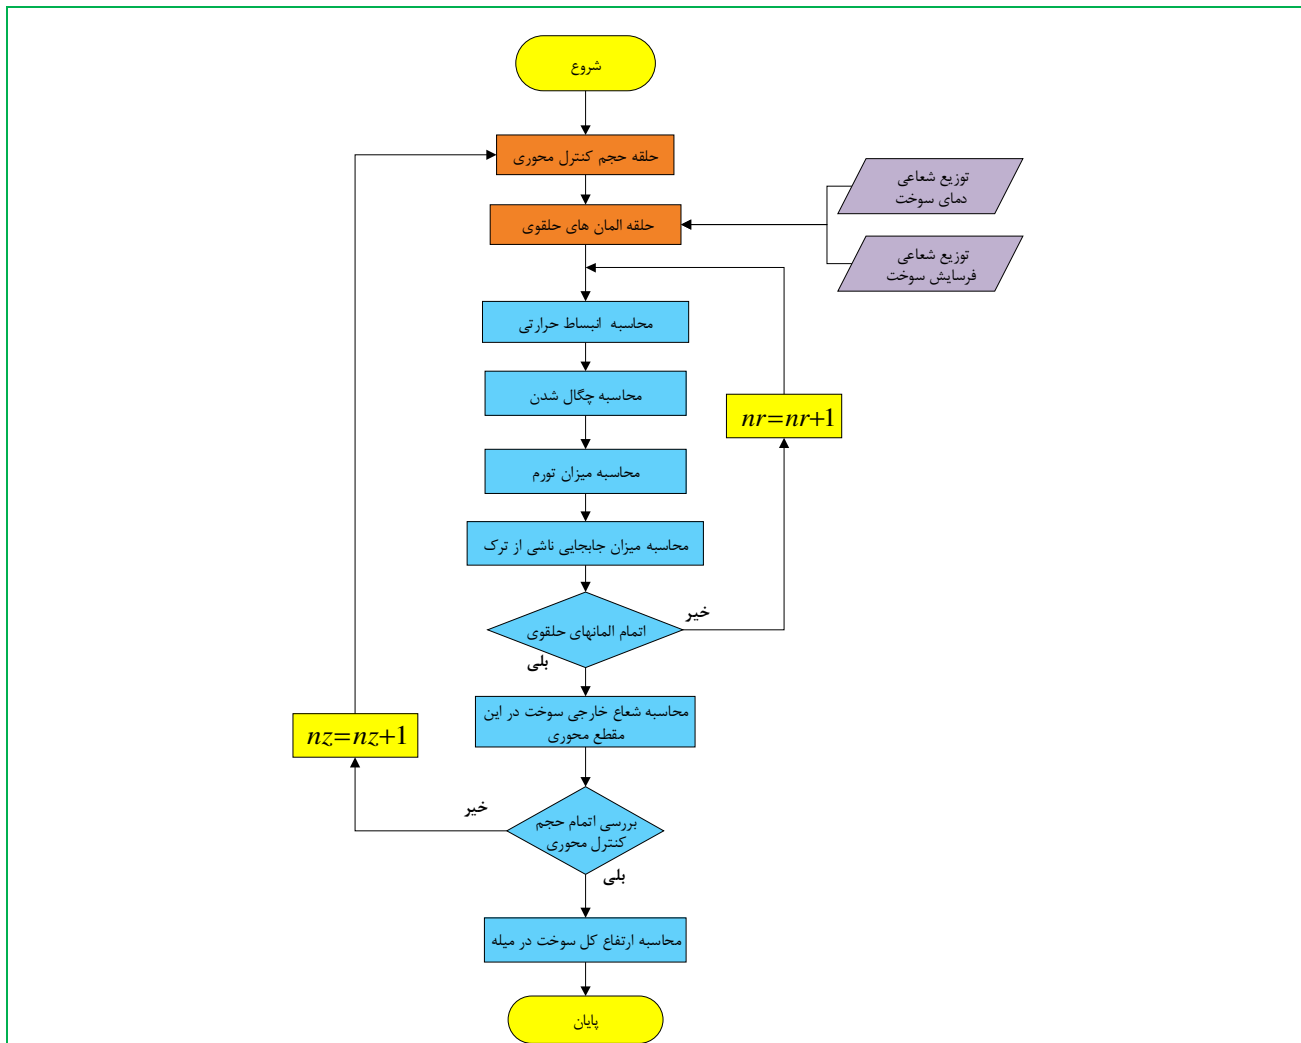 شروع
حلقه حجم کنترل محوری
توزیع شعاعی
دمای سوخت
حلقه المان های حلقوی
توزیع شعاعی
فرسایش سوخت
محاسبه انبساط حرارتی
محاسبه چگال شدن
nr=nr+1
محاسبه میزان تورم
محاسبه میزان جابجایی ناشی از ترک
خیر
اتمام المانهای حلقوی
بلی
محاسبه شعاع خارجی سوخت در این
مقطع محوری
nz=nz+1
خیر
بررسی اتمام حجم
کنترل محوری
بلی
محاسبه ارتفاع کل سوخت در میله
پایان